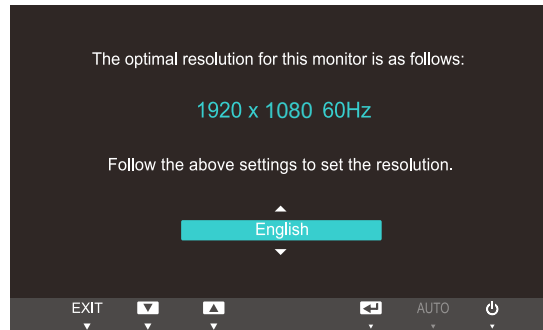 The optimal resolution for this monitor is as follows:
1920 x 1080 60Hz
Follow the above settings to set the resolution.
English
EXIT AUTO